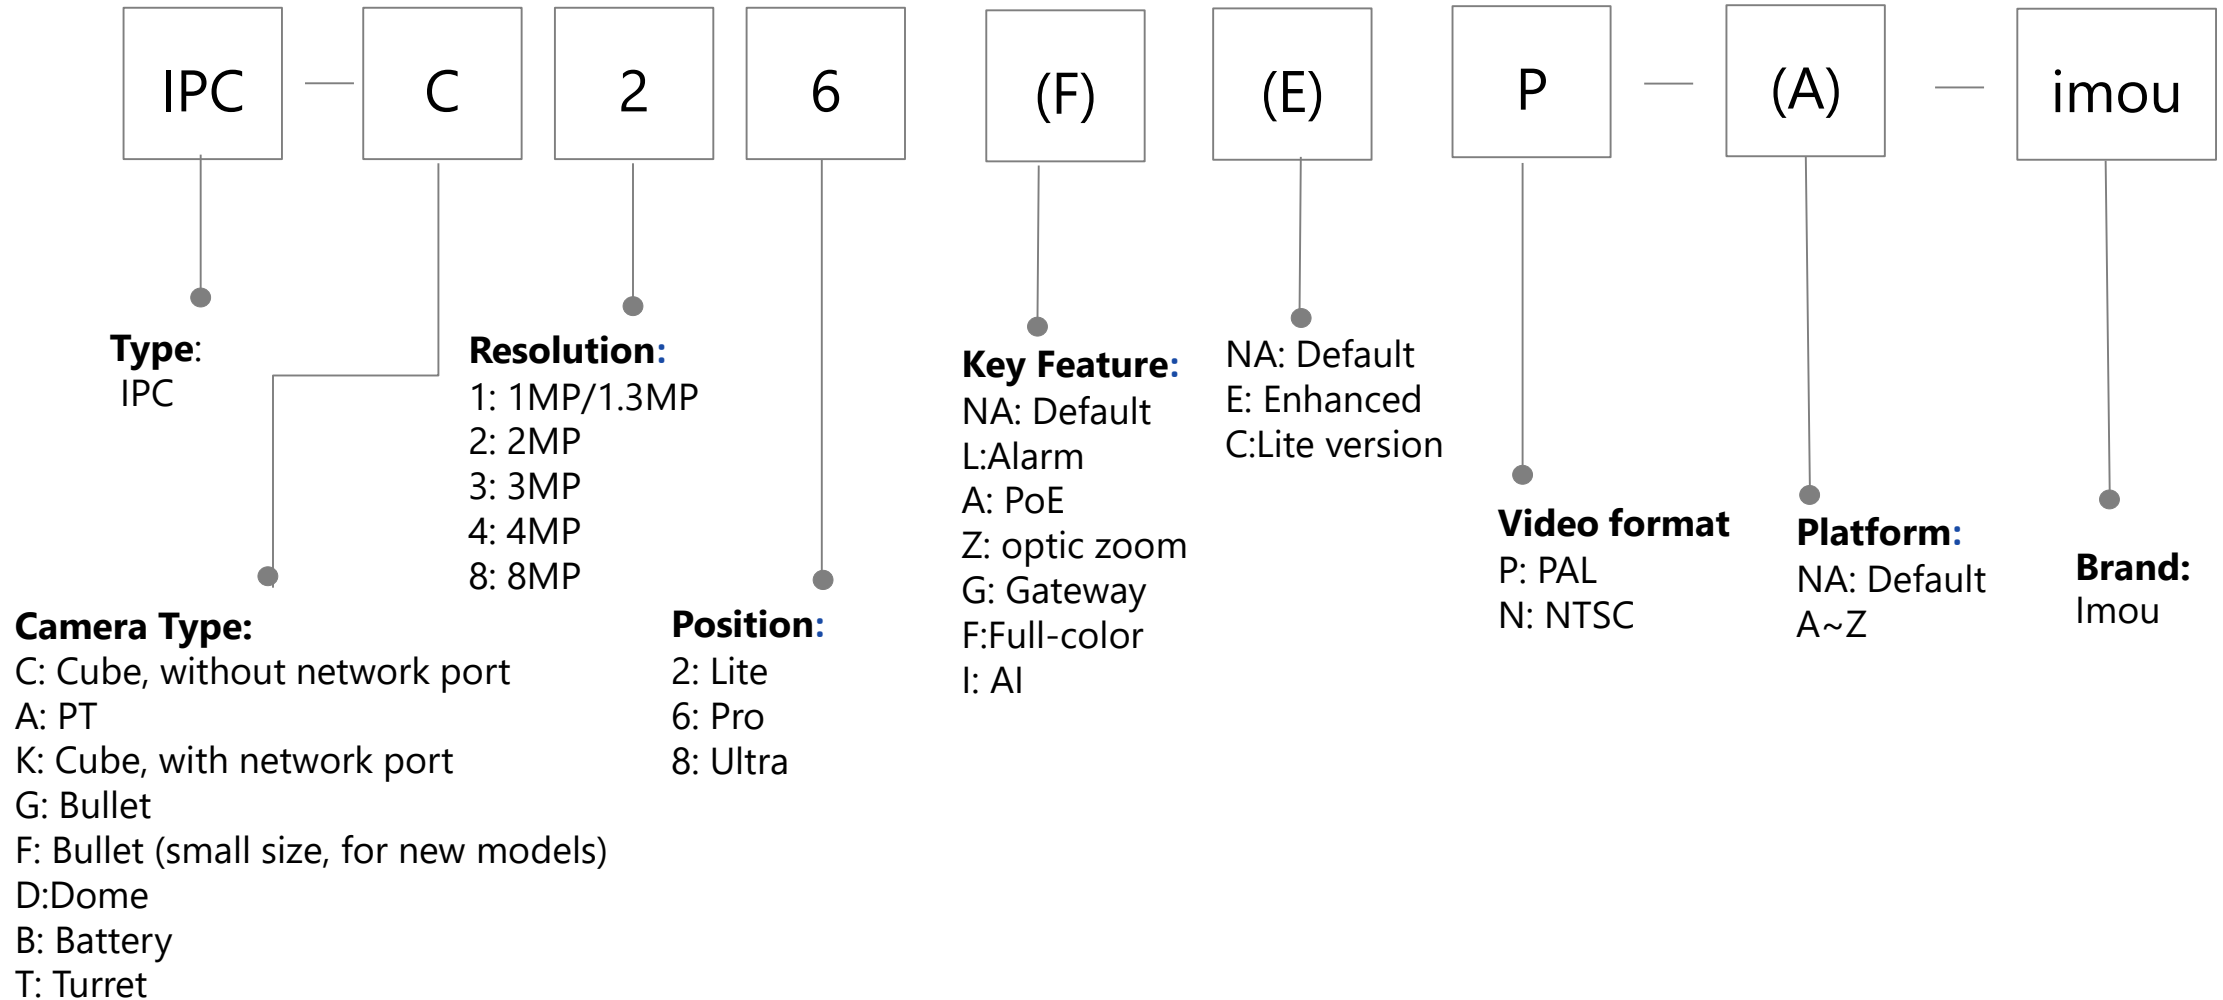 IPC — C 2 6 (F) (E) P — (A) — imou
Type:
IPC
Camera Type:
C: Cube, without network port
A: PT
K: Cube, with network port
G: Bullet
F: Bullet (small size, for new models)
D:Dome
B: Battery
T: Turret
Resolution:
1: 1MP/1.3MP
2: 2MP
3: 3MP
4: 4MP
8: 8MP
Position:
2: Lite
6: Pro
8: Ultra
Key Feature:
NA: Default
L:Alarm
A: PoE
Z: optic zoom
G: Gateway
F:Full-color
I: AI
NA: Default
E: Enhanced
C:Lite version
Video format
P: PAL
N: NTSC
Platform:
NA: Default
A~Z
Brand:
Imou